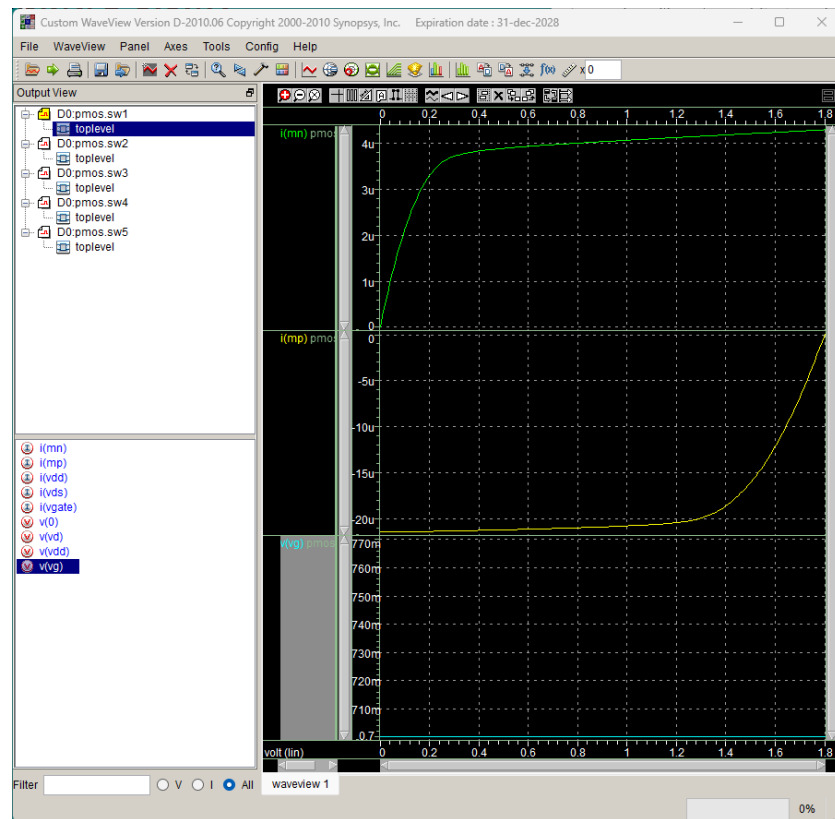 Custom WaveView Version D-2010.06 Copyright 2000-2010 Synopsys, Inc.    Expiration date : 31-dec-2028
File WaveView Panel Axes Tools Config Help
f(x) x 0
Output View
D0:pmos.sw1
toplevel
D0:pmos.sw2
toplevel
D0:pmos.sw3
toplevel
D0:pmos.sw4
toplevel
D0:pmos.sw5
toplevel
i(mn)
i(mp)
i(vdd)
i(vds)
i(vgate)
v(0)
v(vd)
v(vdd)
v(vg)
Filter V I All
0 0.2 0.4 0.6 0.8 1 1.2 1.4 1.6 1.8
i(mn) pmos
4u
3u
2u
1u
0
i(mp) pmos
0
-5u
-10u
-15u
-20u
v(vg) pmos
770m
760m
750m
740m
730m
720m
710m
0.7
volt (lin) 0 0.2 0.4 0.6 0.8 1 1.2 1.4 1.6 1.8
waveview 1
0%